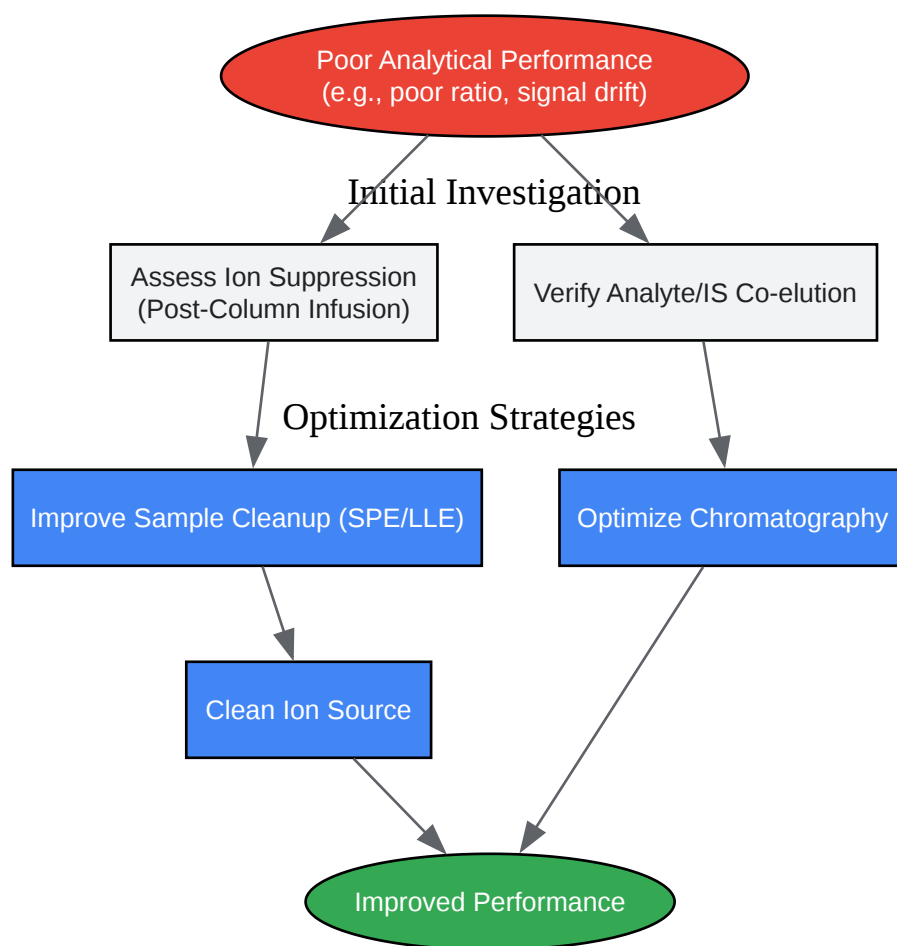 Poor Analytical Performance
(e.g., poor ratio, signal drift)
Initial Investigation
Assess Ion Suppression
(Post-Column Infusion)
Verify Analyte/IS Co-elution
Optimization Strategies
Improve Sample Cleanup (SPE/LLE)
Optimize Chromatography
Clean Ion Source
Improved Performance